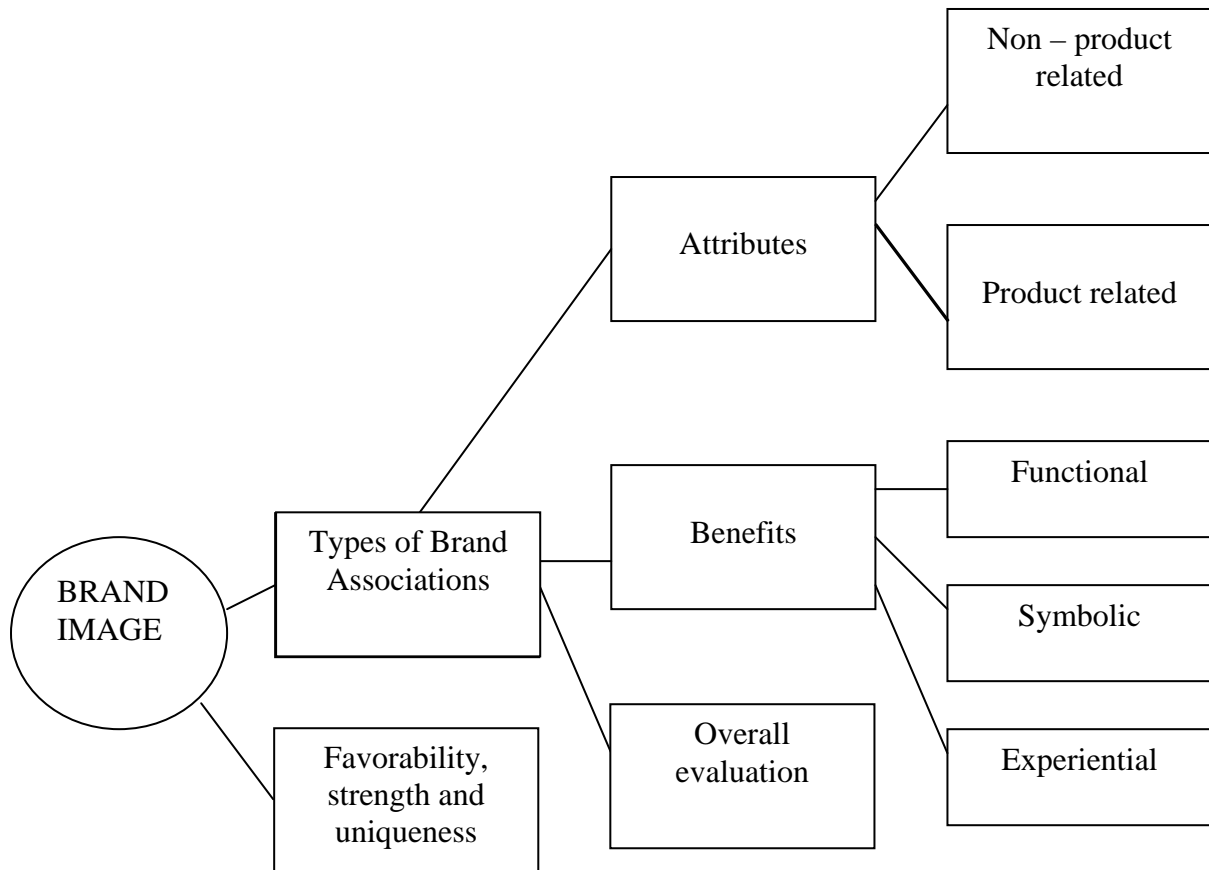 Non – product
related
Attributes
Product related
Functional
Types of Brand
Associations
Benefits
BRAND
IMAGE
Symbolic
Overall
evaluation
Favorability,
strength and
uniqueness
Experiential